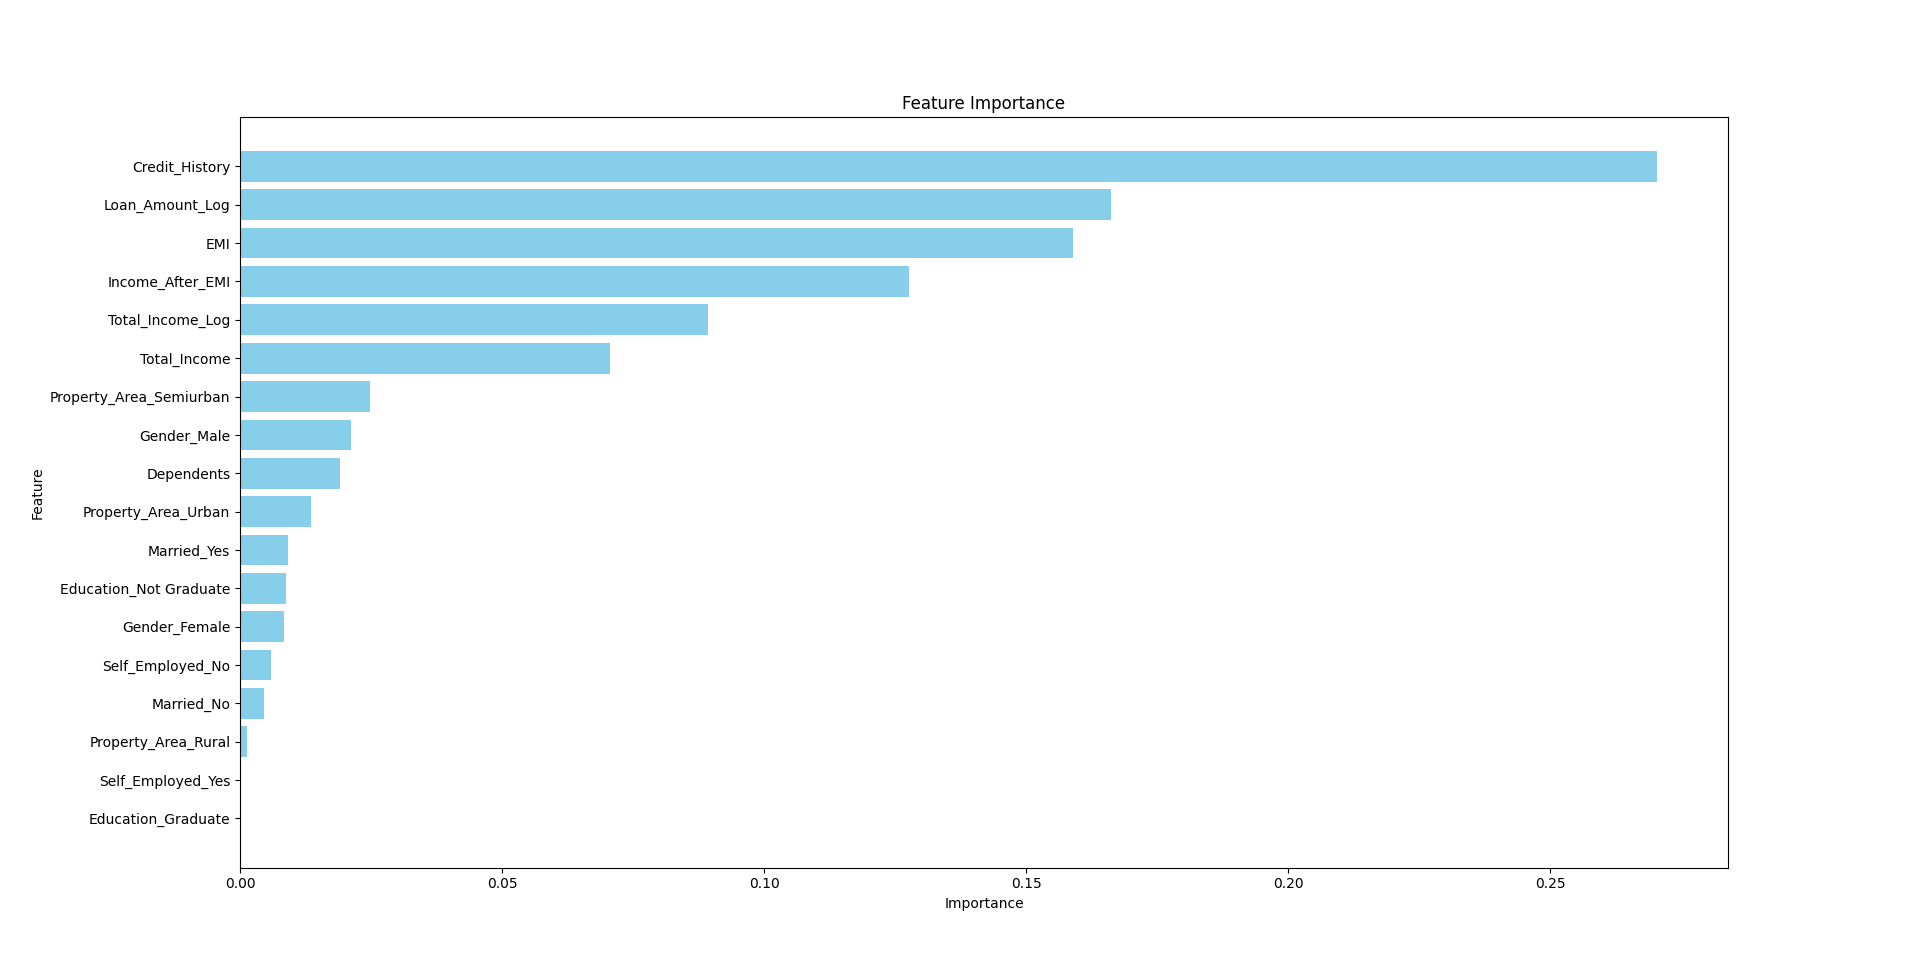 Feature Importance
Credit_History
Loan_Amount_Log
EMI
Income_After_EMI
Total_Income_Log
Total_Income
Property_Area_Semiurban
Gender_Male
Dependents
Property_Area_Urban
Married_Yes
Education_Not Graduate
Gender_Female
Self_Employed_No
Married_No
Property_Area_Rural
Self_Employed_Yes
Education_Graduate
Feature
0.00 0.05 0.10 0.15 0.20 0.25
Importance